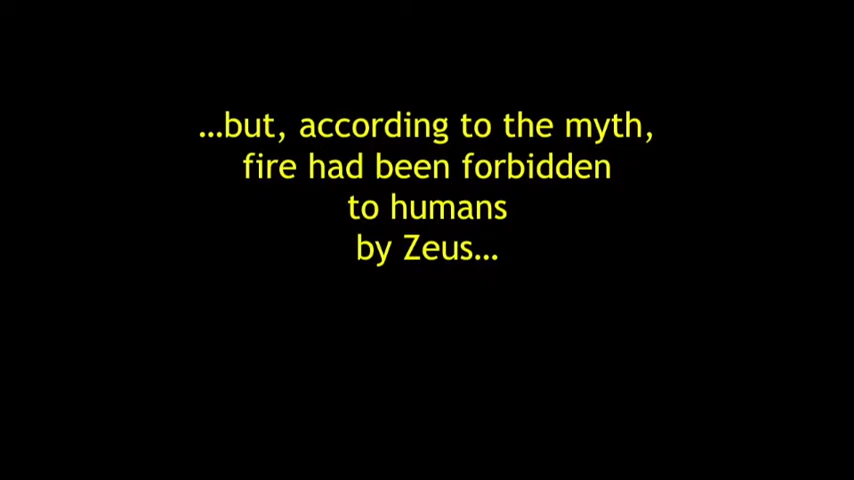 …but, according to the myth,
fire had been forbidden
to humans
by Zeus…